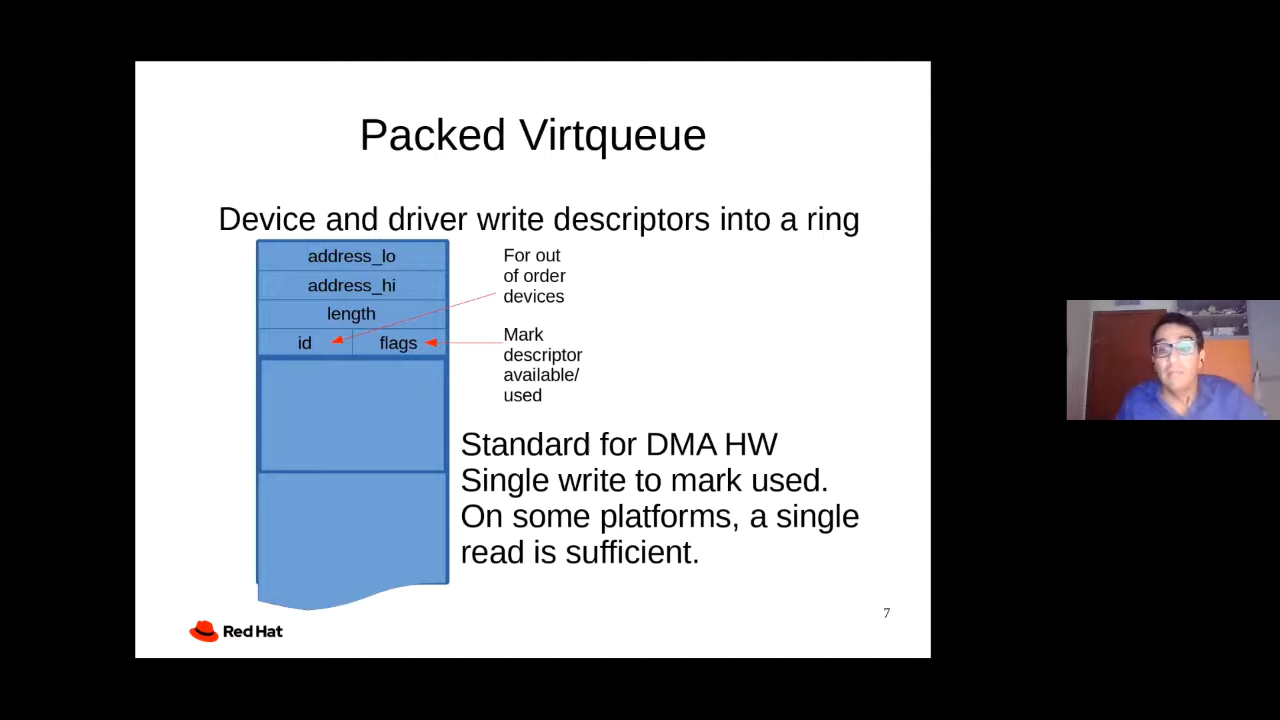 Packed Virtqueue
Device and driver write descriptors into a ring
address_lo
address_hi
length
id
flags
For out
of order
devices
Mark
descriptor
available/
used
Standard for DMA HW
Single write to mark used.
On some platforms, a single
read is sufficient.
7
Red Hat